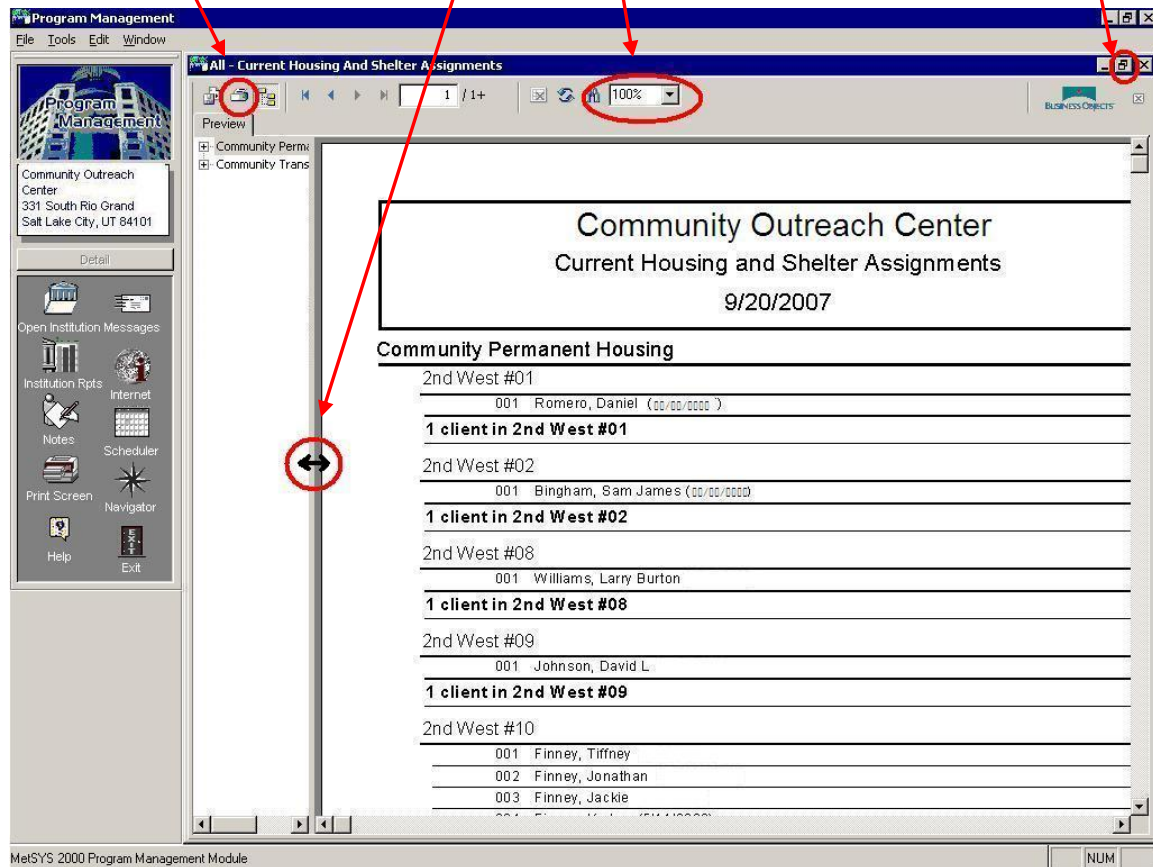 Program Management
File Tools Edit Window
All - Current Housing And Shelter Assignments
1 / 1+
100%
BUSINESS OBJECTS
Program
Management
Preview
Community Perma
Community Trans
Community Outreach
Center
331 South Rio Grand
Salt Lake City, UT 84101
Detail
Open Institution Messages
Institution Rpts
Internet
Notes
Scheduler
Print Screen
Navigator
Help
EXIT
Exit
Community Outreach Center
Current Housing and Shelter Assignments
9/20/2007
Community Permanent Housing
2nd West #01
001 Romero, Daniel
1 client in 2nd West #01
2nd West #02
001 Bingham, Sam James
1 client in 2nd West #02
2nd West #08
001 Williams, Larry Burton
1 client in 2nd West #08
2nd West #09
001 Johnson, David L
1 client in 2nd West #09
2nd West #10
001 Finney, Tiffney
002 Finney, Jonathan
003 Finney, Jackie
MetSYS 2000 Program Management Module
NUM